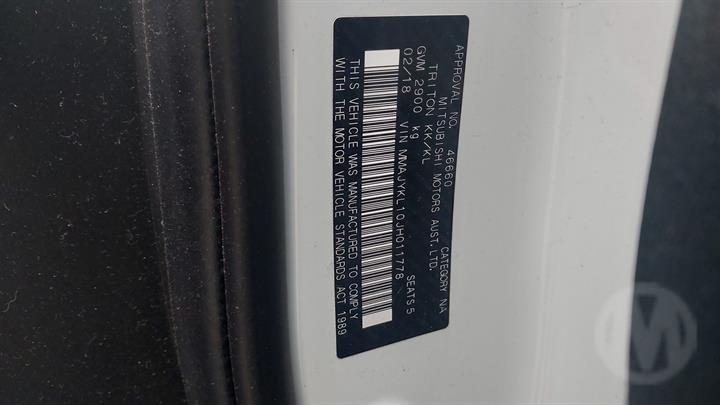 APPROVAL NO. 46660 CATEGORY NA
MITSUBISHI MOTORS AUST. LTD.
TRITON KK/KL
GVM 2900 kg SEATS 5
02/18 VIN MMAJYKL10JH011778
THIS VEHICLE WAS MANUFACTURED TO COMPLY
WITH THE MOTOR VEHICLE STANDARDS ACT 1989
M